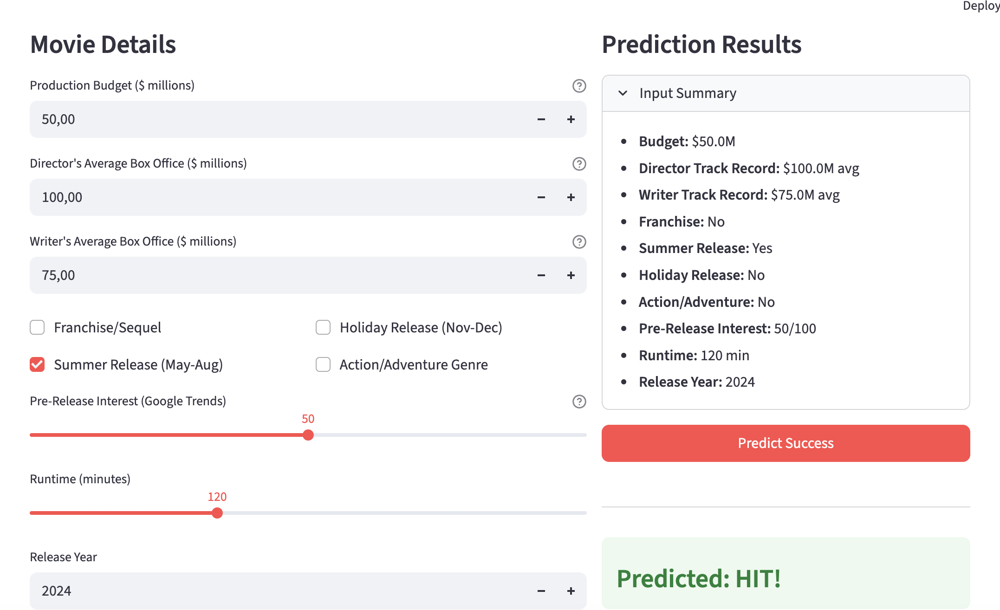 Deploy
Movie Details
Production Budget ($ millions)
50,00
Director's Average Box Office ($ millions)
100,00
Writer's Average Box Office ($ millions)
75,00
Franchise/Sequel
Holiday Release (Nov-Dec)
Summer Release (May-Aug)
Action/Adventure Genre
Pre-Release Interest (Google Trends)
50
Runtime (minutes)
120
Release Year
2024
Prediction Results
Input Summary
Budget: $50.0M
Director Track Record: $100.0M avg
Writer Track Record: $75.0M avg
Franchise: No
Summer Release: Yes
Holiday Release: No
Action/Adventure: No
Pre-Release Interest: 50/100
Runtime: 120 min
Release Year: 2024
Predict Success
Predicted: HIT!